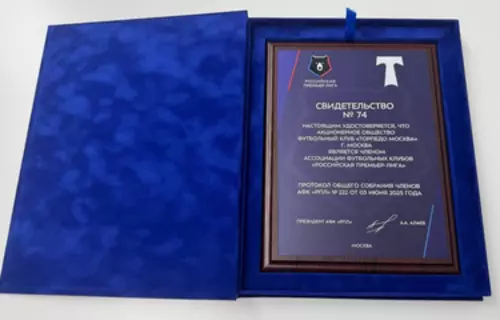 РОССИЙСКАЯ
ПРЕМЬЕР-ЛИГА
СВИДЕТЕЛЬСТВО
№ 74
НАСТОЯЩИМ УДОСТОВЕРЯЕТСЯ, ЧТО
АКЦИОНЕРНОЕ ОБЩЕСТВО
ФУТБОЛЬНЫЙ КЛУБ «ТОРПЕДО МОСКВА»
Г. МОСКВА
ЯВЛЯЕТСЯ ЧЛЕНОМ
АССОЦИАЦИИ ФУТБОЛЬНЫХ КЛУБОВ
«РОССИЙСКАЯ ПРЕМЬЕР-ЛИГА»
ПРОТОКОЛ ОБЩЕГО СОБРАНИЯ ЧЛЕНОВ
АФК «РПЛ» № 222 ОТ 03 ИЮНЯ 2025 ГОДА
ПРЕЗИДЕНТ АФК «РПЛ» А.А. АЛАЕВ
МОСКВА